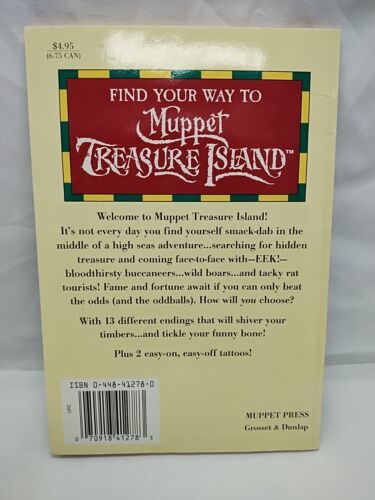 $4.95
(6.75 CAN)
FIND YOUR WAY TO
Muppet
TREASURE ISLAND™
Welcome to Muppet Treasure Island!
It's not every day you find yourself smack-dab in the
middle of a high seas adventure...searching for hidden
treasure and coming face-to-face with—EEK!—
bloodthirsty buccaneers...wild boars...and tacky rat
tourists! Fame and fortune await if you can only beat
the odds (and the oddballs). How will you choose?
With 13 different endings that will shiver your
timbers...and tickle your funny bone!
Plus 2 easy-on, easy-off tattoos!
ISBN 0-448-41278-0
UPC
0 70918 41278 3
MUPPET PRESS
Grosset & Dunlap